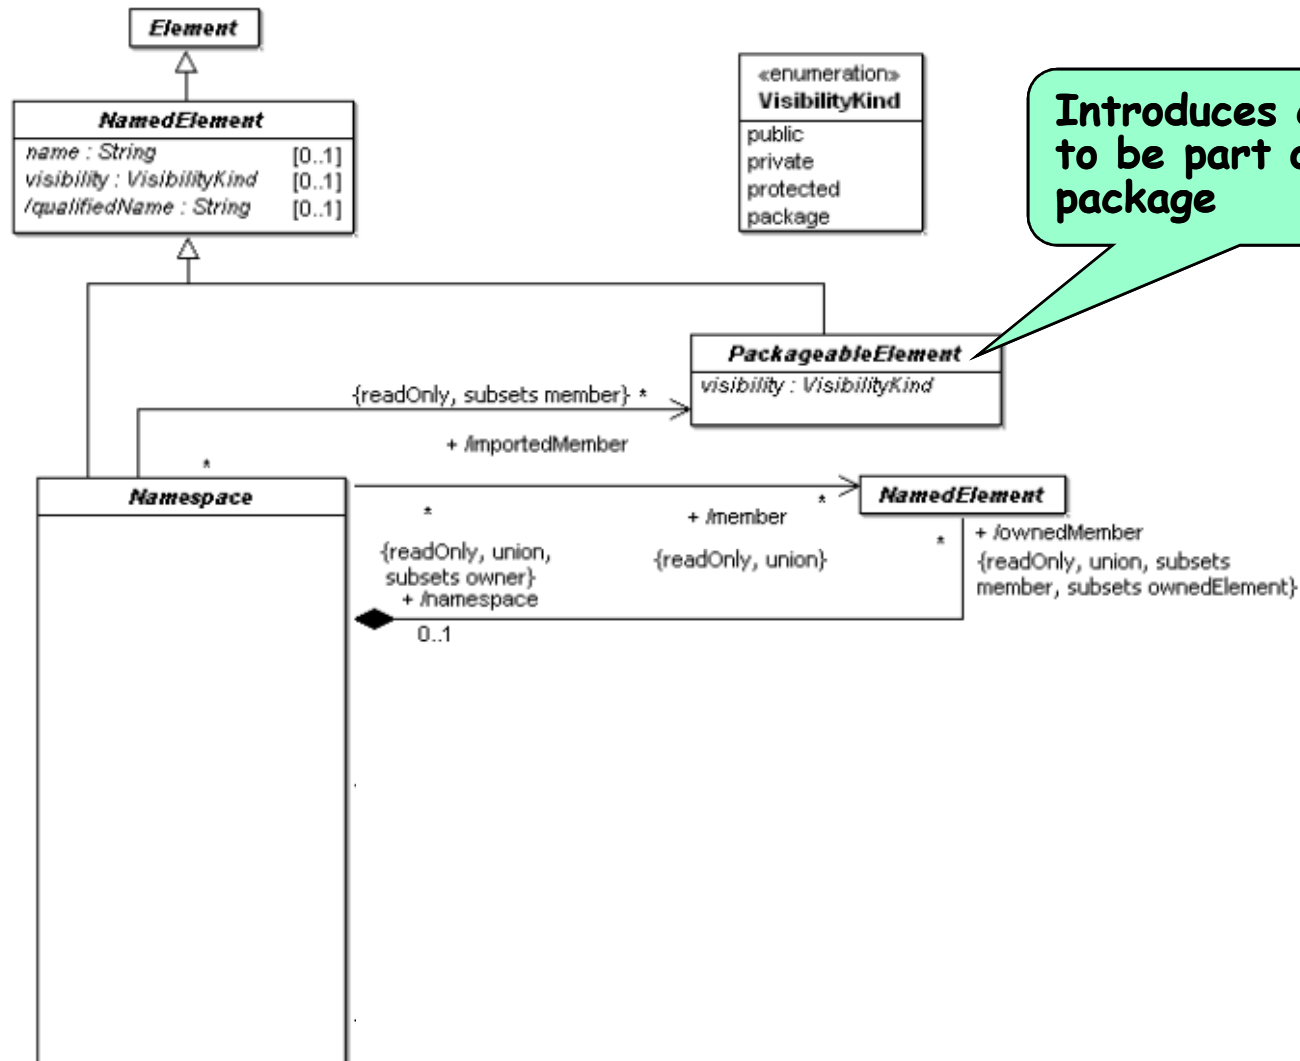 Element
NamedElement
name : String [0..1]
visibility : VisibilityKind [0..1]
/qualifiedName : String [0..1]
«enumeration»
VisibilityKind
public
private
protected
package
Introduces
to be part
package
PackageableElement
visibility : VisibilityKind
{readOnly, subsets member} *
+ /importedMember
*
Namespace
*
+ /member
*
{readOnly, union,
subsets owner}
+ /namespace
0..1
{readOnly, union}
NamedElement
*
+ /ownedMember
{readOnly, union, subsets
member, subsets ownedElement}